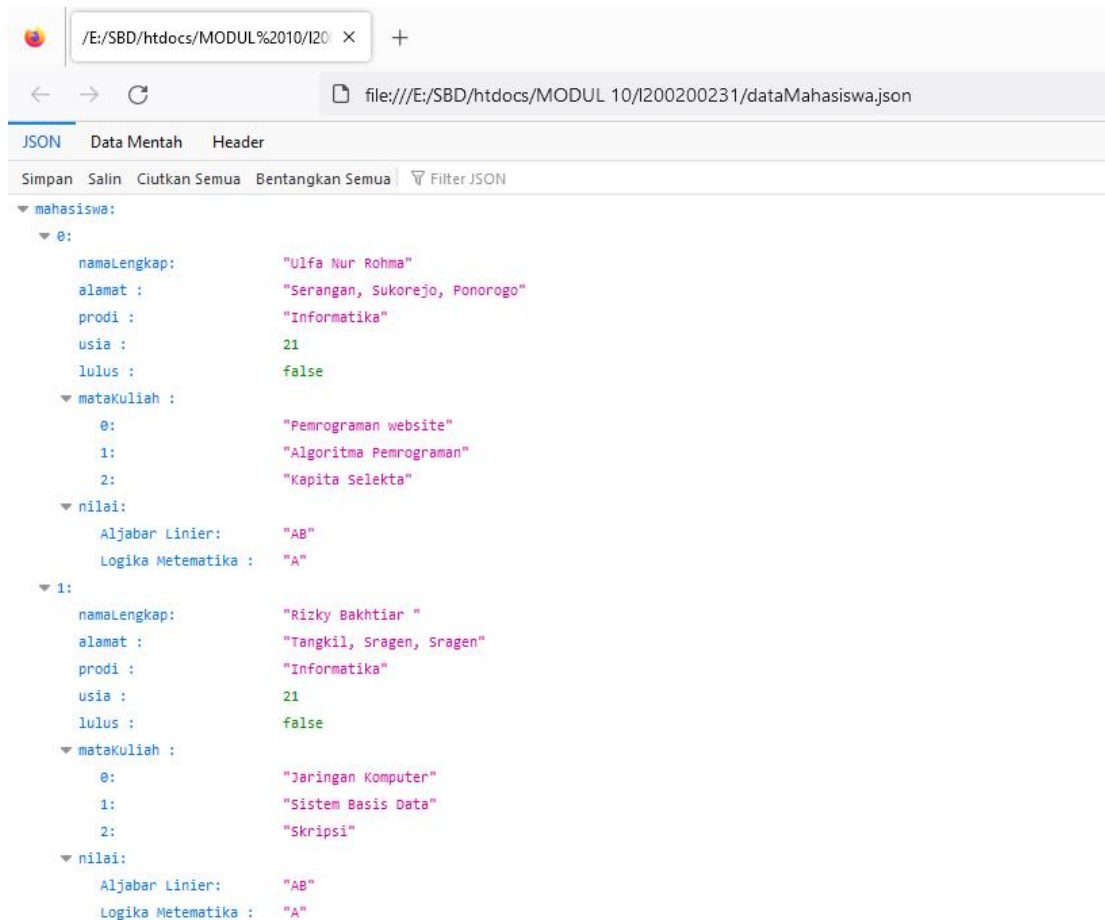 /E:/SBD/htdocs/MODUL%2010/I20
file:///E:/SBD/htdocs/MODUL 10/I200200231/dataMahasiswa.json
JSON Data Mentah Header
Simpan Salin Ciutkan Semua Bentangkan Semua Filter JSON
mahasiswa:
0:
namaLengkap: "Ulfa Nur Rohma"
alamat : "Serangan, Sukorejo, Ponorogo"
prodi : "Informatika"
usia : 21
lulus : false
mataKuliah :
0: "Pemrograman website"
1: "Algoritma Pemrograman"
2: "Kapita Selekta"
nilai:
Aljabar Linier: "AB"
Logika Metematika : "A"
1:
namaLengkap: "Rizky Bakhtiar "
alamat : "Tangkil, Sragen, Sragen"
prodi : "Informatika"
usia : 21
lulus : false
mataKuliah :
0: "Jaringan Komputer"
1: "Sistem Basis Data"
2: "Skripsi"
nilai:
Aljabar Linier: "AB"
Logika Metematika : "A"